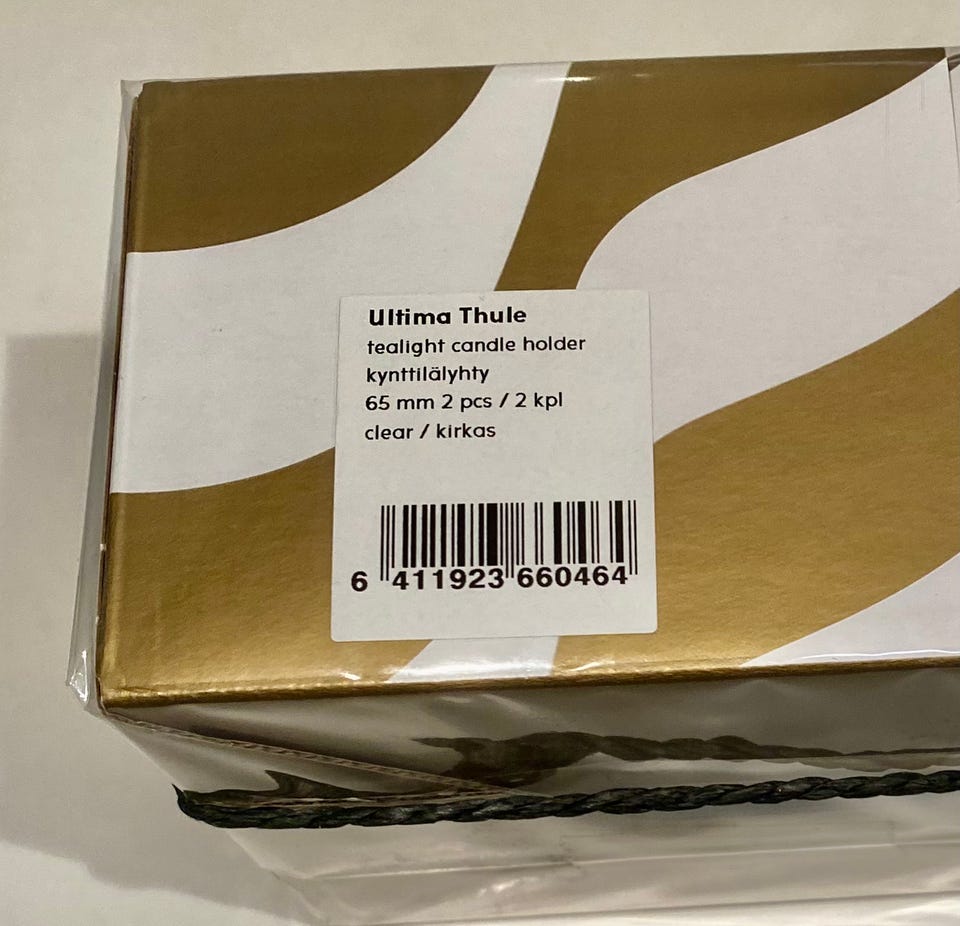 Ultima Thule
tealight candle holder
kynttilälyhty
65 mm 2 pcs / 2 kpl
clear / kirkas
6 411923 660464